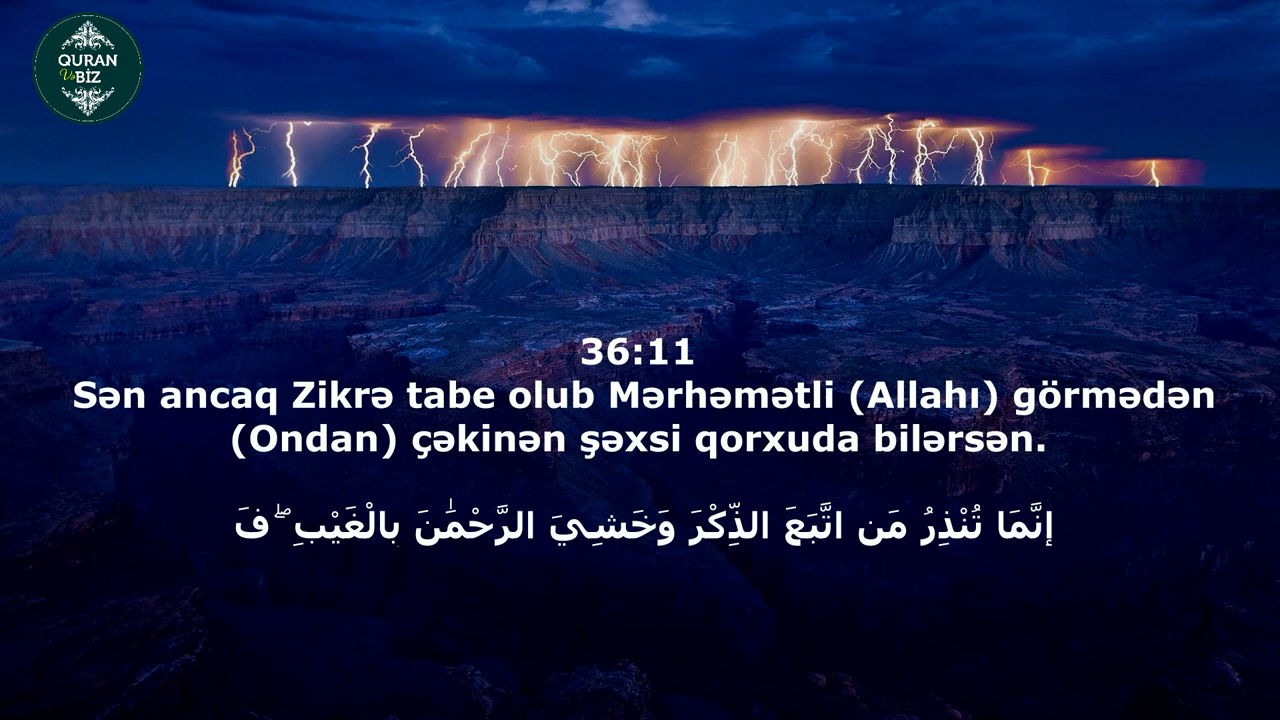 QURAN
Və BİZ
36:11
Sən ancaq Zikrə tabe olub Mərhəmətli (Allahı) görmədən
(Ondan) çəkinən şəxsi qorxuda bilərsən.
إِنَّمَا تُنْذِرُ مَن اتَّبَعَ الذِّكْرَ وَخَشِيَ الرَّحْمَٰنَ بِالْغَيْبِ ۖ فَ